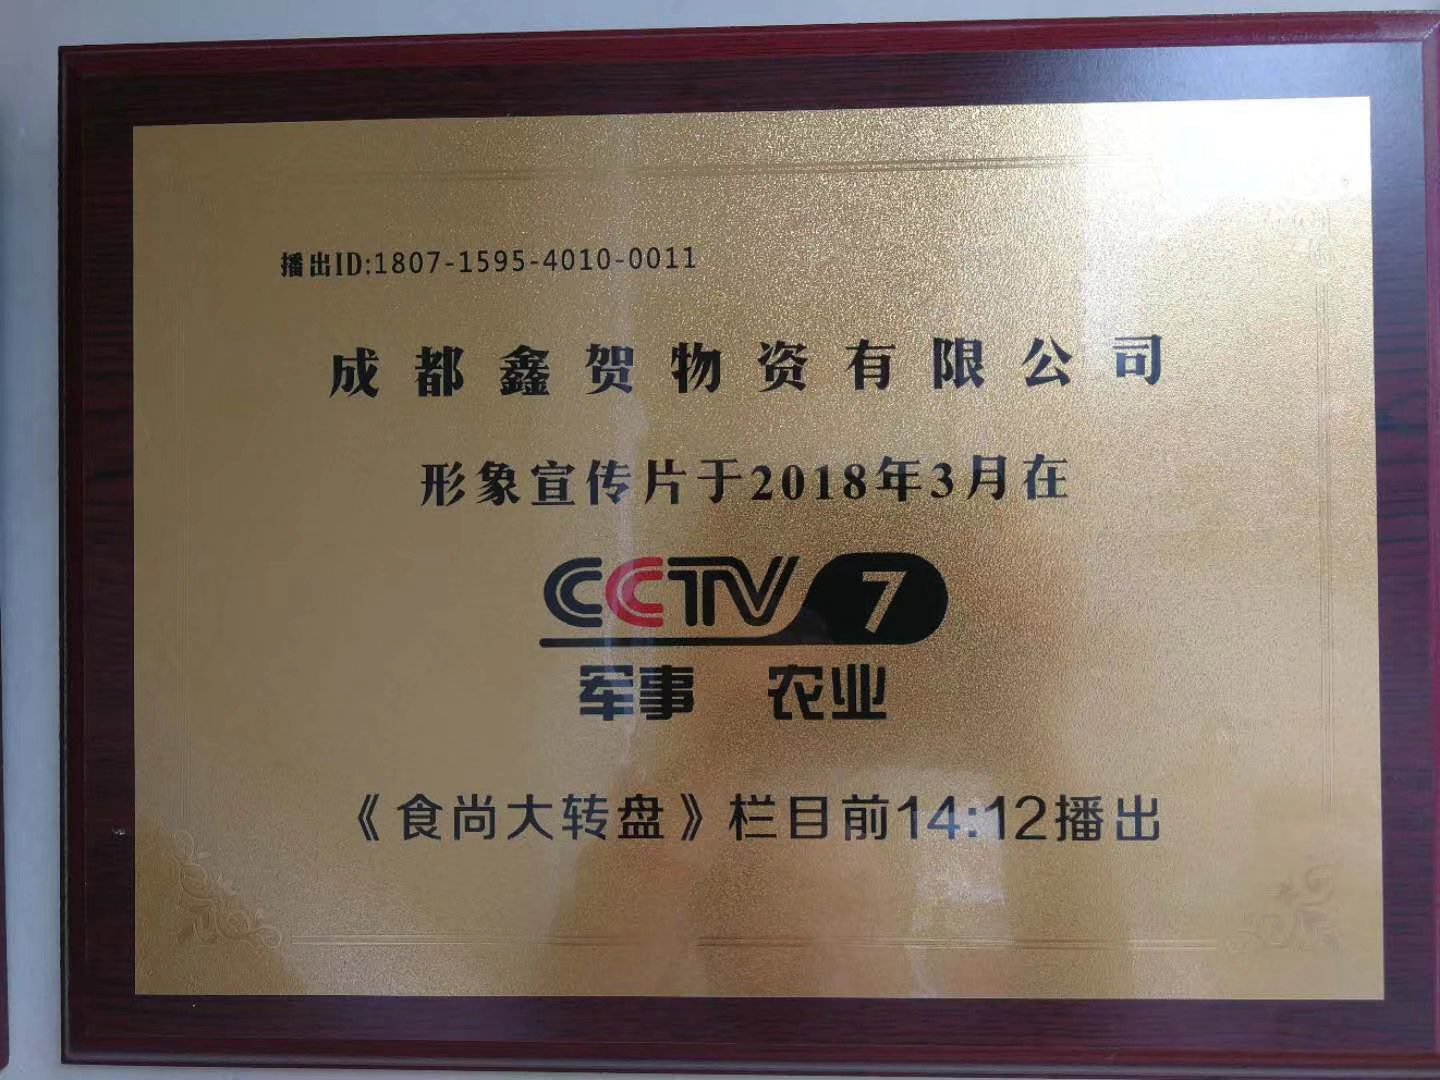 播出ID:1807-1595-4010-0011
成都鑫贺物资有限公司
形象宣传片于2018年3月在
CCTV 7
军事 农业
《食尚大转盘》栏目前14:12播出